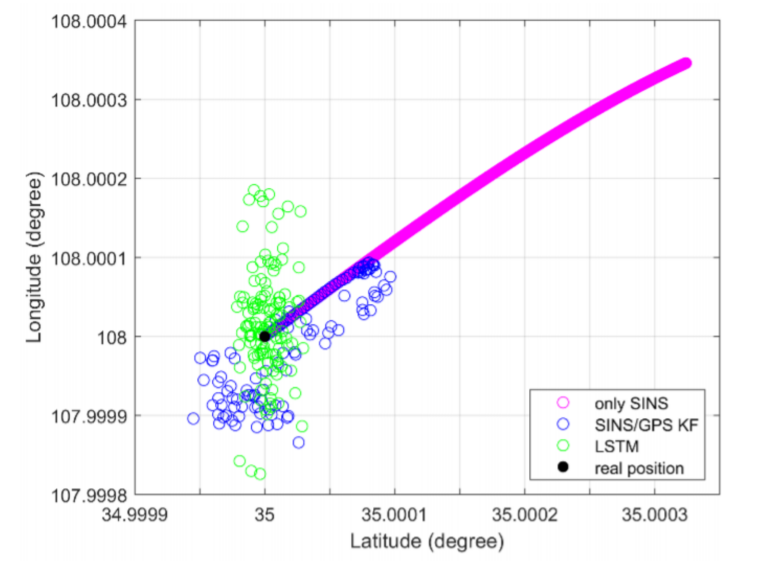 108.0004
108.0003
108.0002
108.0001
108
107.9999
107.9998
Longitude (degree)
34.9999
35
35.0001
35.0002
35.0003
Latitude (degree)
only SINS
SINS/GPS KF
LSTM
real position